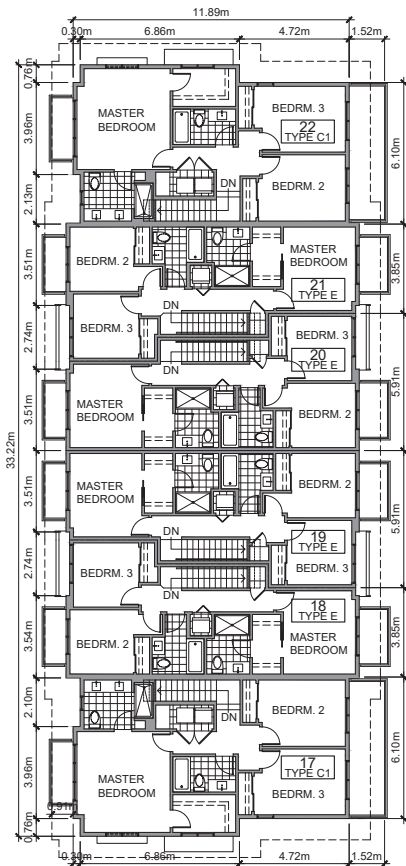 11.89m
0.30m 6.86m 4.72m 1.52m
0.76m
3.96m
2.13m
3.51m
2.74m
3.51m
3.51m
2.74m
3.54m
2.10m
3.96m
0.76m
33.22m
6.10m
3.85m
5.91m
5.91m
3.85m
6.10m
MASTER
BEDROOM
BEDRM. 3
22
TYPE C1
BEDRM. 2
DN
BEDRM. 2
MASTER
BEDROOM
21
TYPE E
DN
BEDRM. 3
BEDRM. 3
20
TYPE E
DN
MASTER
BEDROOM
BEDRM. 2
MASTER
BEDROOM
BEDRM. 2
DN
19
TYPE E
BEDRM. 3
BEDRM. 3
DN
18
TYPE E
BEDRM. 2
MASTER
BEDROOM
DN
BEDRM. 2
MASTER
BEDROOM
17
TYPE C1
BEDRM. 3
0.91m
0.30m 6.86m 4.72m 1.52m